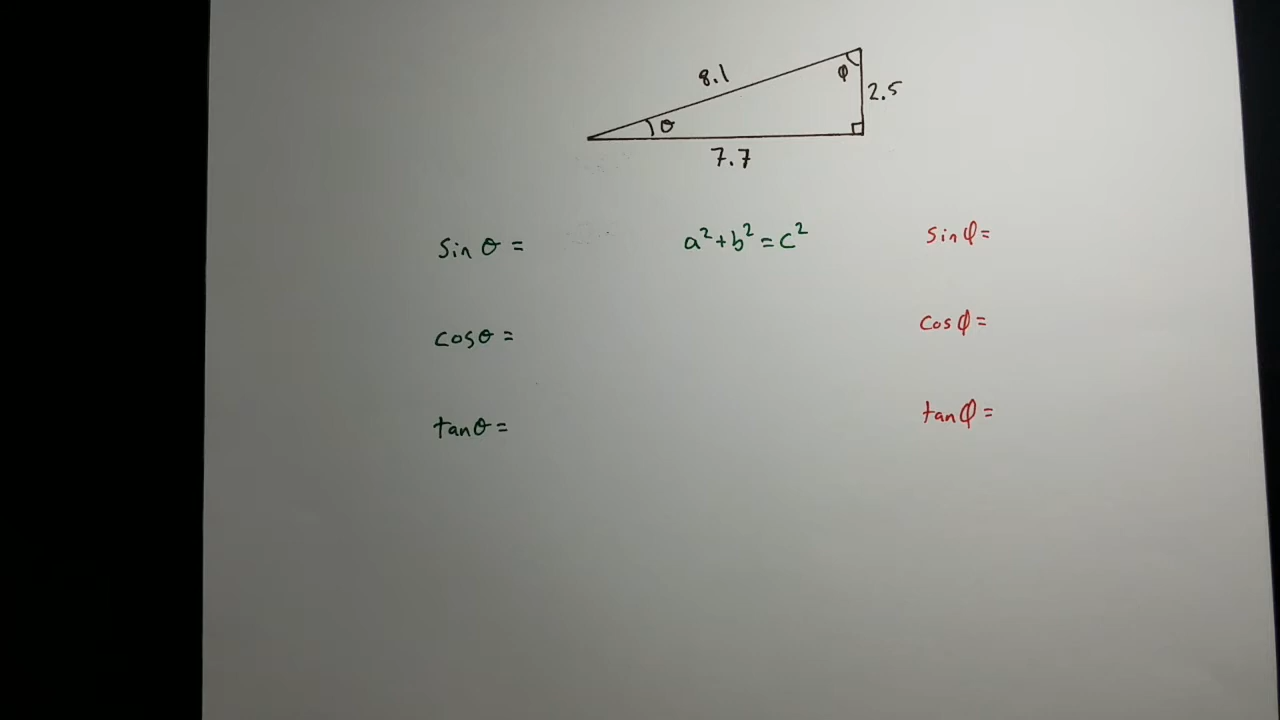 8.1
φ
2.5
θ
7.7
sin θ =
a² + b² = c²
sin φ =
cos θ =
cos φ =
tan θ =
tan φ =